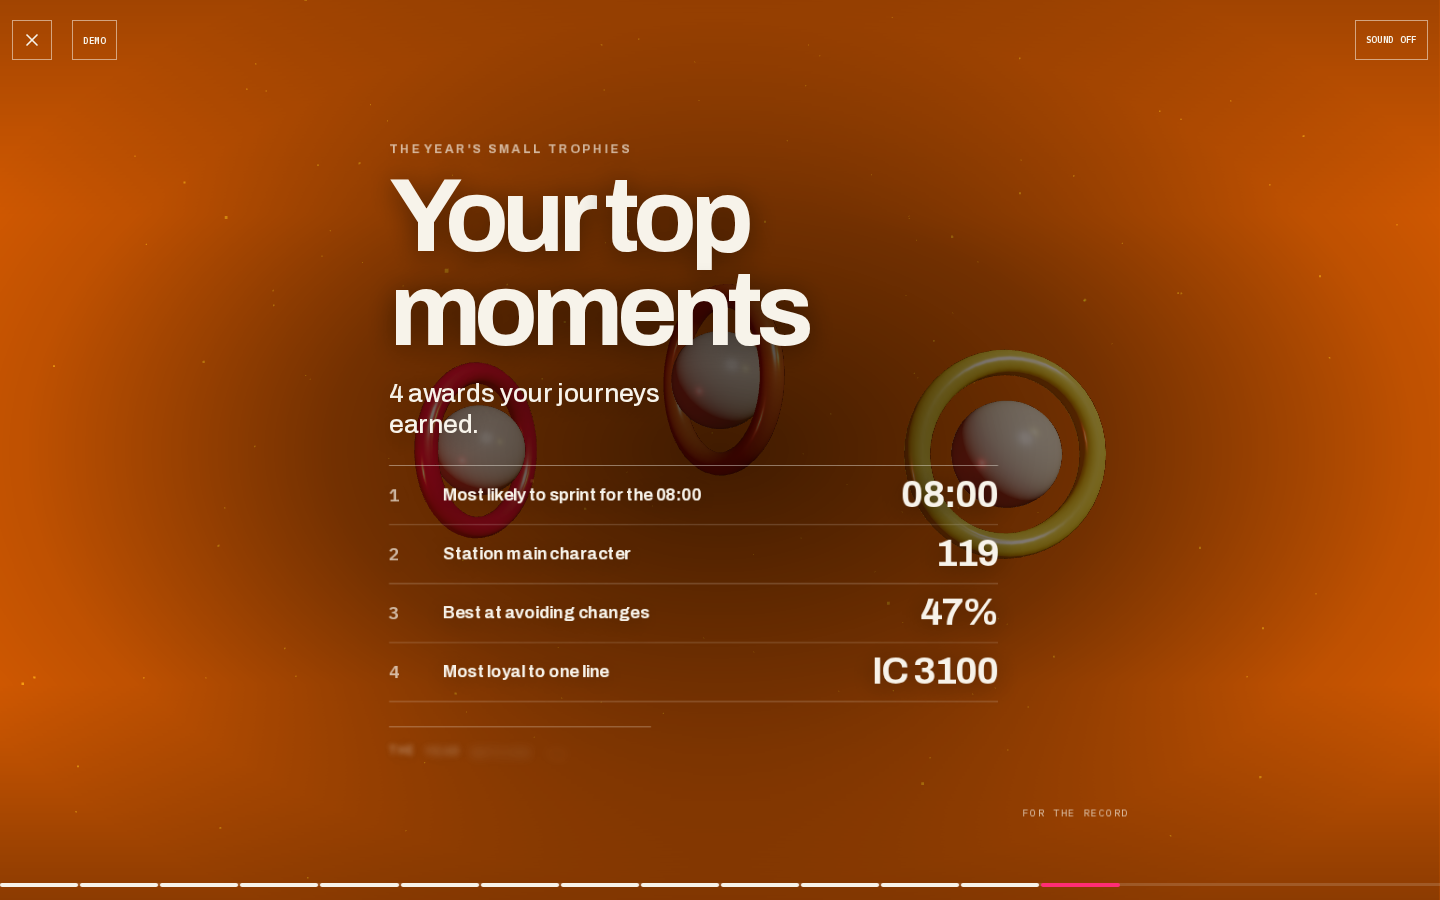 DEMO
SOUND OFF
THE YEAR'S SMALL TROPHIES
Your top
moments
4 awards your journeys
earned.
1 Most likely to sprint for the 08:00 08:00
2 Station main character 119
3 Best at avoiding changes 47%
4 Most loyal to one line IC 3100
THE
FOR THE RECORD